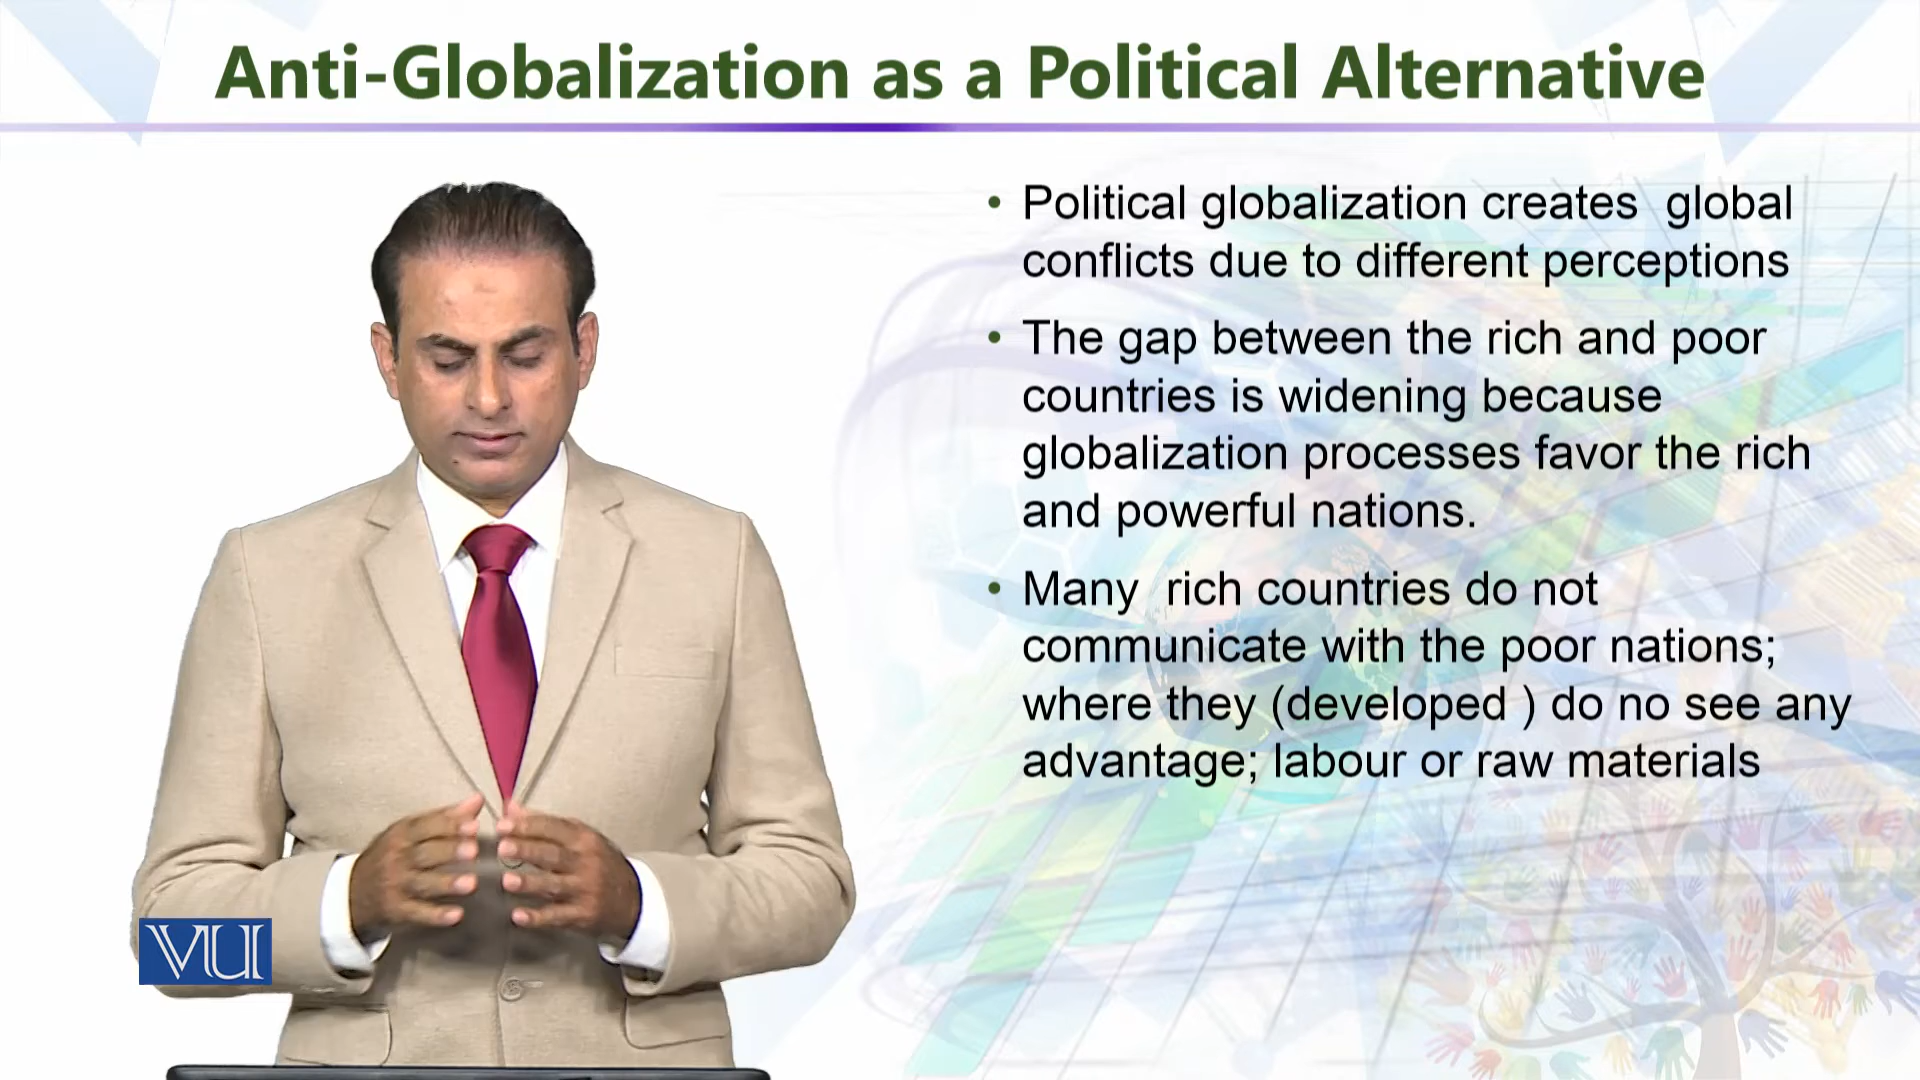 Anti-Globalization as a Political Alternative
• Political globalization creates  global
conflicts due to different perceptions
• The gap between the rich and poor
countries is widening because
globalization processes favor the rich
and powerful nations.
• Many  rich countries do not
communicate with the poor nations;
where they (developed ) do no see any
advantage; labour or raw materials
VU